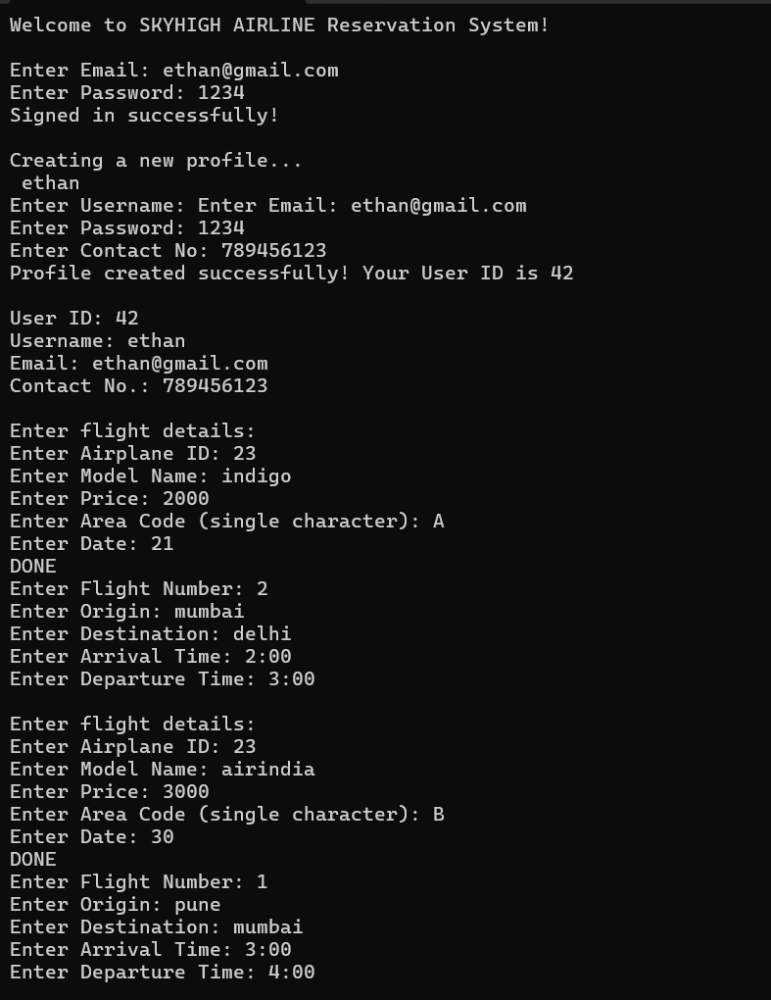 Welcome to SKYHIGH AIRLINE Reservation System!
Enter Email: ethan@gmail.com
Enter Password: 1234
Signed in successfully!
Creating a new profile...
ethan
Enter Username: Enter Email: ethan@gmail.com
Enter Password: 1234
Enter Contact No: 789456123
Profile created successfully! Your User ID is 42
User ID: 42
Username: ethan
Email: ethan@gmail.com
Contact No.: 789456123
Enter flight details:
Enter Airplane ID: 23
Enter Model Name: indigo
Enter Price: 2000
Enter Area Code (single character): A
Enter Date: 21
DONE
Enter Flight Number: 2
Enter Origin: mumbai
Enter Destination: delhi
Enter Arrival Time: 2:00
Enter Departure Time: 3:00
Enter flight details:
Enter Airplane ID: 23
Enter Model Name: airindia
Enter Price: 3000
Enter Area Code (single character): B
Enter Date: 30
DONE
Enter Flight Number: 1
Enter Origin: pune
Enter Destination: mumbai
Enter Arrival Time: 3:00
Enter Departure Time: 4:00